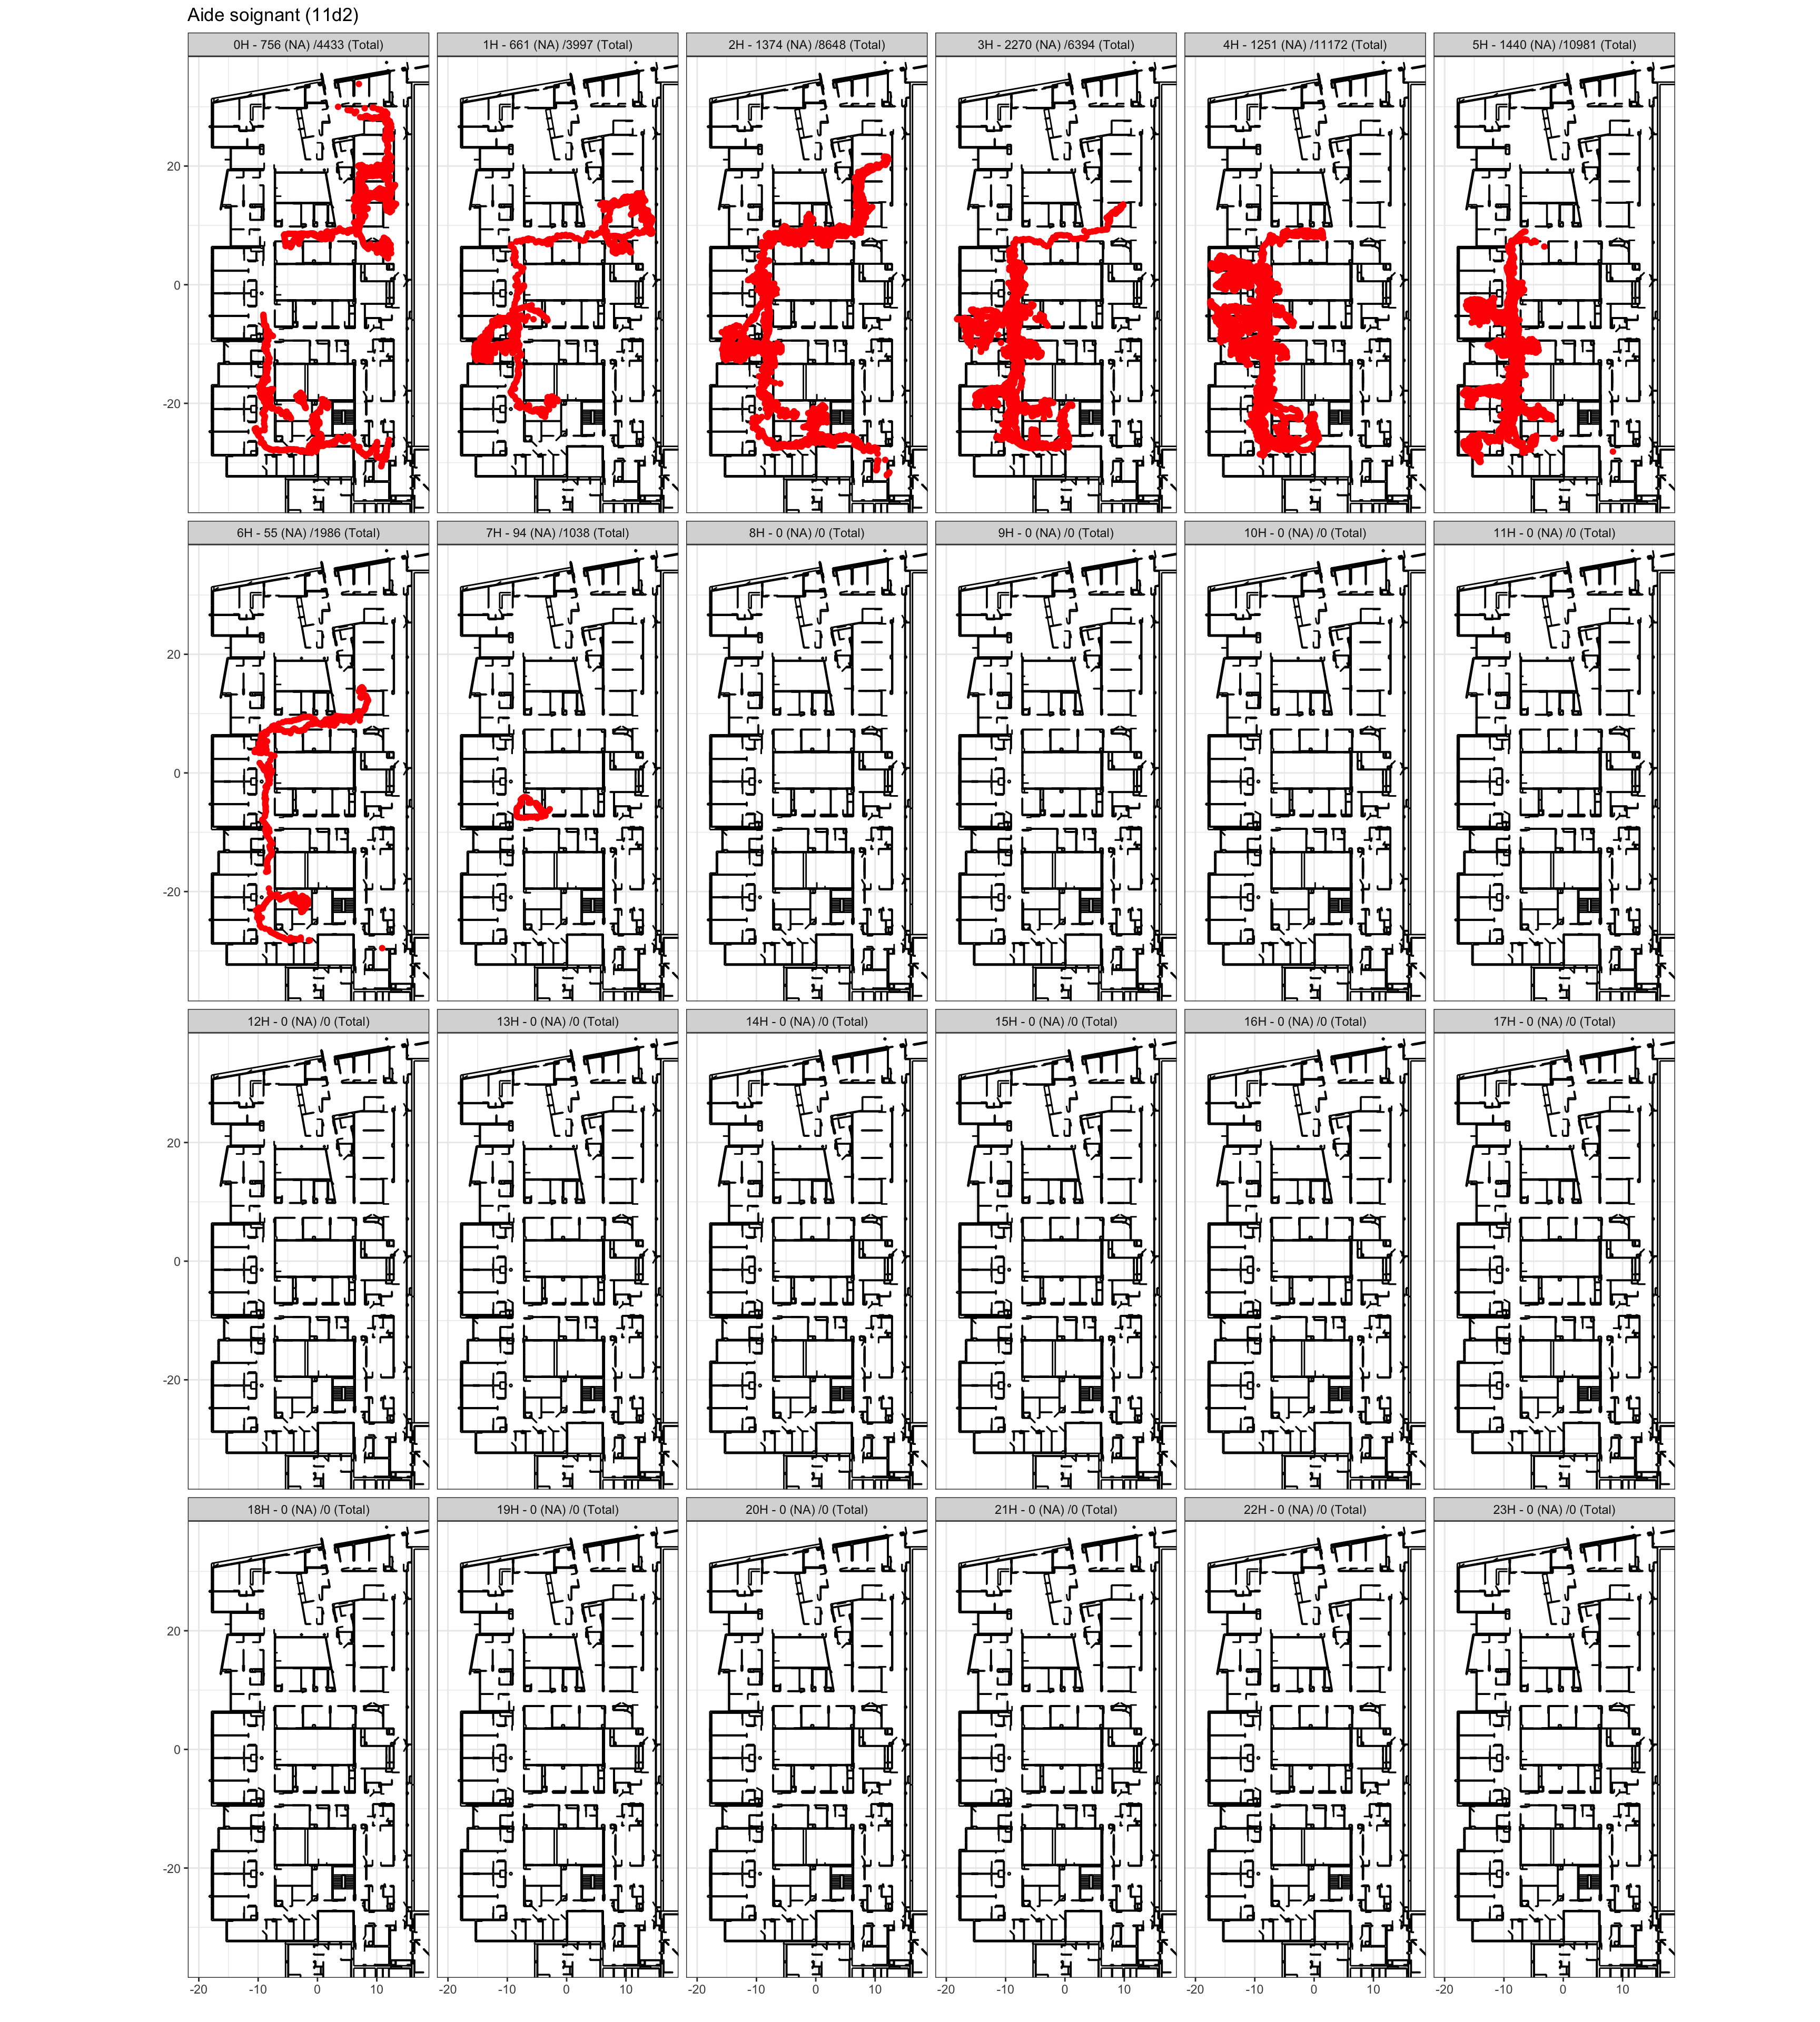 Aide soignant (11d2)
0H - 756 (NA) /4433 (Total) 1H - 661 (NA) /3997 (Total) 2H - 1374 (NA) /8648 (Total) 3H - 2270 (NA) /6394 (Total) 4H - 1251 (NA) /11172 (Total) 5H - 1440 (NA) /10981 (Total)
20
0
-20
6H - 55 (NA) /1986 (Total) 7H - 94 (NA) /1038 (Total) 8H - 0 (NA) /0 (Total) 9H - 0 (NA) /0 (Total) 10H - 0 (NA) /0 (Total) 11H - 0 (NA) /0 (Total)
20
0
-20
12H - 0 (NA) /0 (Total) 13H - 0 (NA) /0 (Total) 14H - 0 (NA) /0 (Total) 15H - 0 (NA) /0 (Total) 16H - 0 (NA) /0 (Total) 17H - 0 (NA) /0 (Total)
20
0
-20
18H - 0 (NA) /0 (Total) 19H - 0 (NA) /0 (Total) 20H - 0 (NA) /0 (Total) 21H - 0 (NA) /0 (Total) 22H - 0 (NA) /0 (Total) 23H - 0 (NA) /0 (Total)
20
0
-20
-20 -10 0 10 -20 -10 0 10 -20 -10 0 10 -20 -10 0 10 -20 -10 0 10 -20 -10 0 10